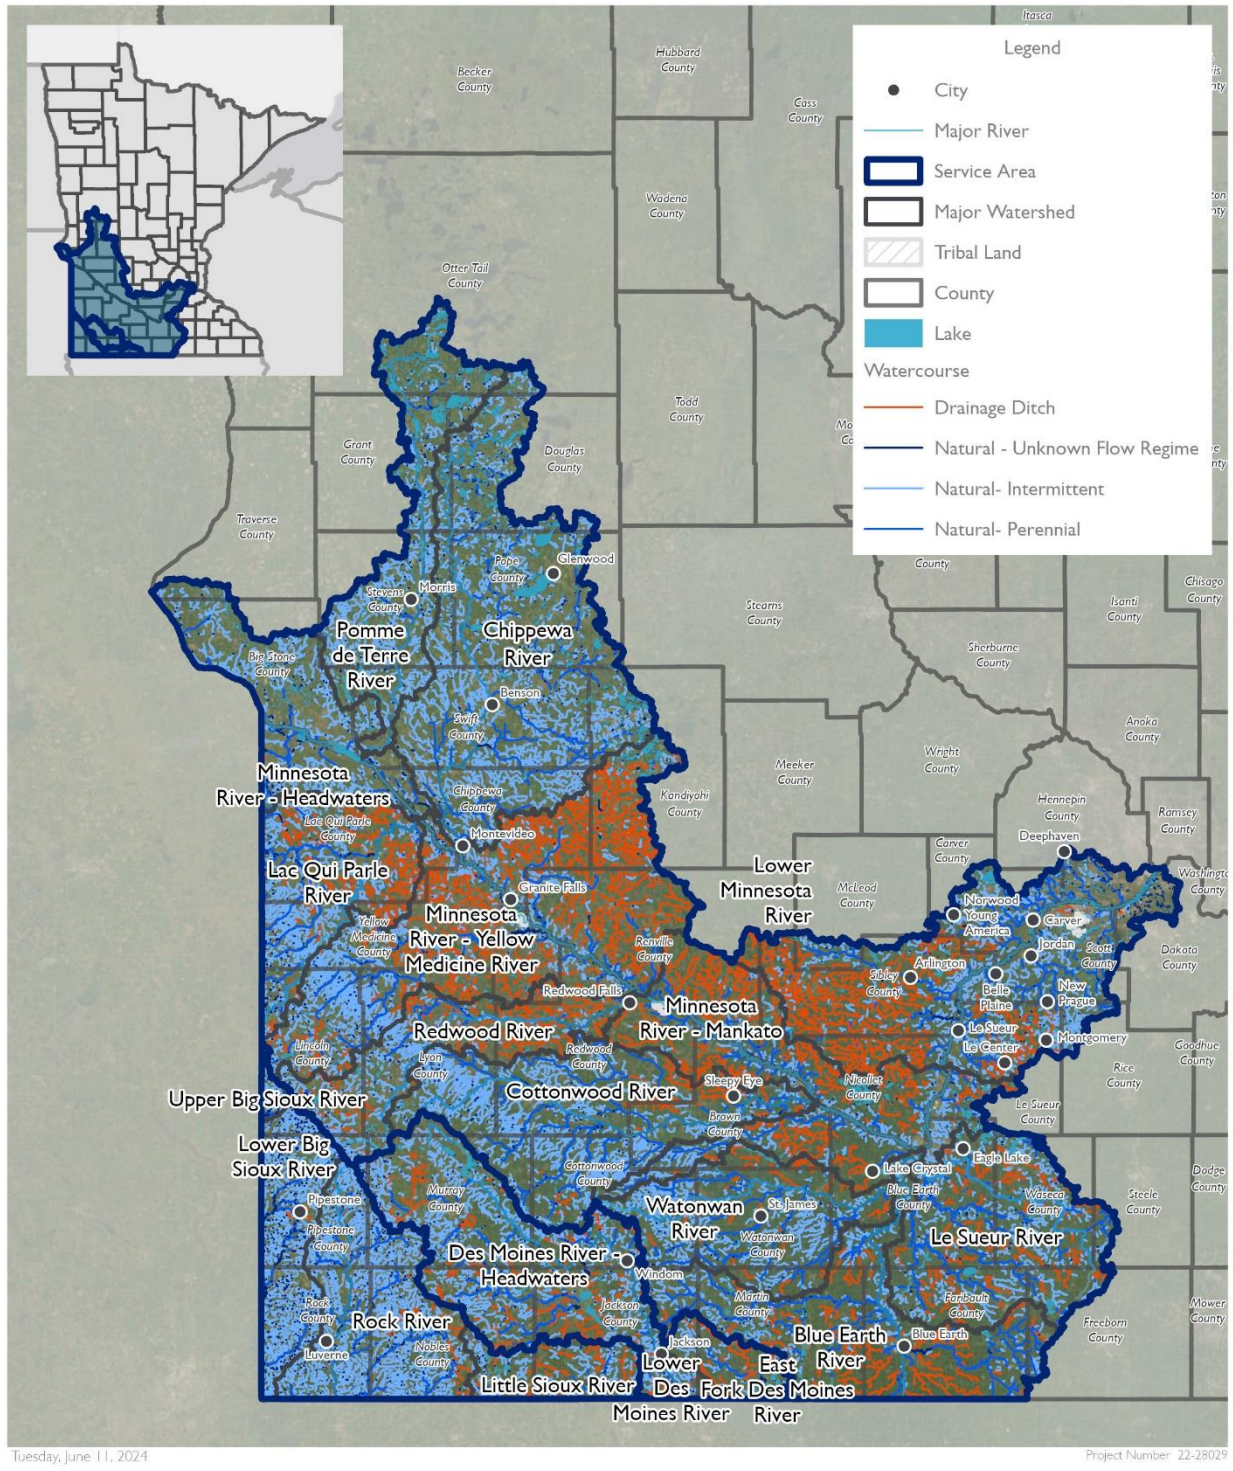 Itasca
Hubbard
County
Becker
County
Cass
County
Wadena
County
Otter Tail
County
Todd
County
Grant
County
Douglas
County
Traverse
County
Legend
City
Major River
Service Area
Major Watershed
Tribal Land
County
Lake
Watercourse
Drainage Ditch
Natural - Unknown Flow Regime
Natural- Intermittent
Natural- Perennial
Pope
County
Glenwood
Stevens
County
Morris
County
Chisago
County
Isanti
County
Stearns
County
Sherburne
County
Pomme
de Terre
River
Chippewa
River
Big Stone
County
Benson
Swift
County
Anoka
County
Wright
County
Meeker
County
Minnesota
River - Headwaters
Chippewa
County
Kandiyohi
County
Hennepin
County
Ramsey
County
Lac Qui Parle
County
Montevideo
Deephaven
Carver
County
Lac Qui Parle
River
Granite Falls
Lower
Minnesota
River
McLeod
County
Washington
County
Norwood
Young
America
Carver
Yellow
Medicine
County
Minnesota
River - Yellow
Medicine River
Renville
County
Jordan
Scott
County
Dakota
County
Sibley
County
Arlington
Belle
Plaine
New
Prague
Redwood Falls
Minnesota
River - Mankato
Redwood River
Le Sueur
Le Center
Montgomery
Goodhue
County
Lincoln
County
Lyon
County
Redwood
County
Rice
County
Upper Big Sioux River
Cottonwood River
Sleepy Eye
Brown
County
Nicollet
County
Le Sueur
County
Lower Big
Sioux River
Cottonwood
County
Eagle Lake
Lake Crystal
Blue Earth
County
Waseca
County
Steele
County
Dodge
County
Pipestone
Pipestone
County
Murray
County
Watonwan
River
St. James
Watonwan
County
Le Sueur River
Des Moines River -
Headwaters
Windom
Martin
County
Faribault
County
Rock
County
Rock River
Jackson
County
Freeborn
County
Mower
County
Luverne
Nobles
County
Jackson
Blue Earth
River
Blue Earth
Little Sioux River
Lower
Des
Moines River
East
Fork Des Moines
River
Tuesday, June 11, 2024
Project Number 22-28029